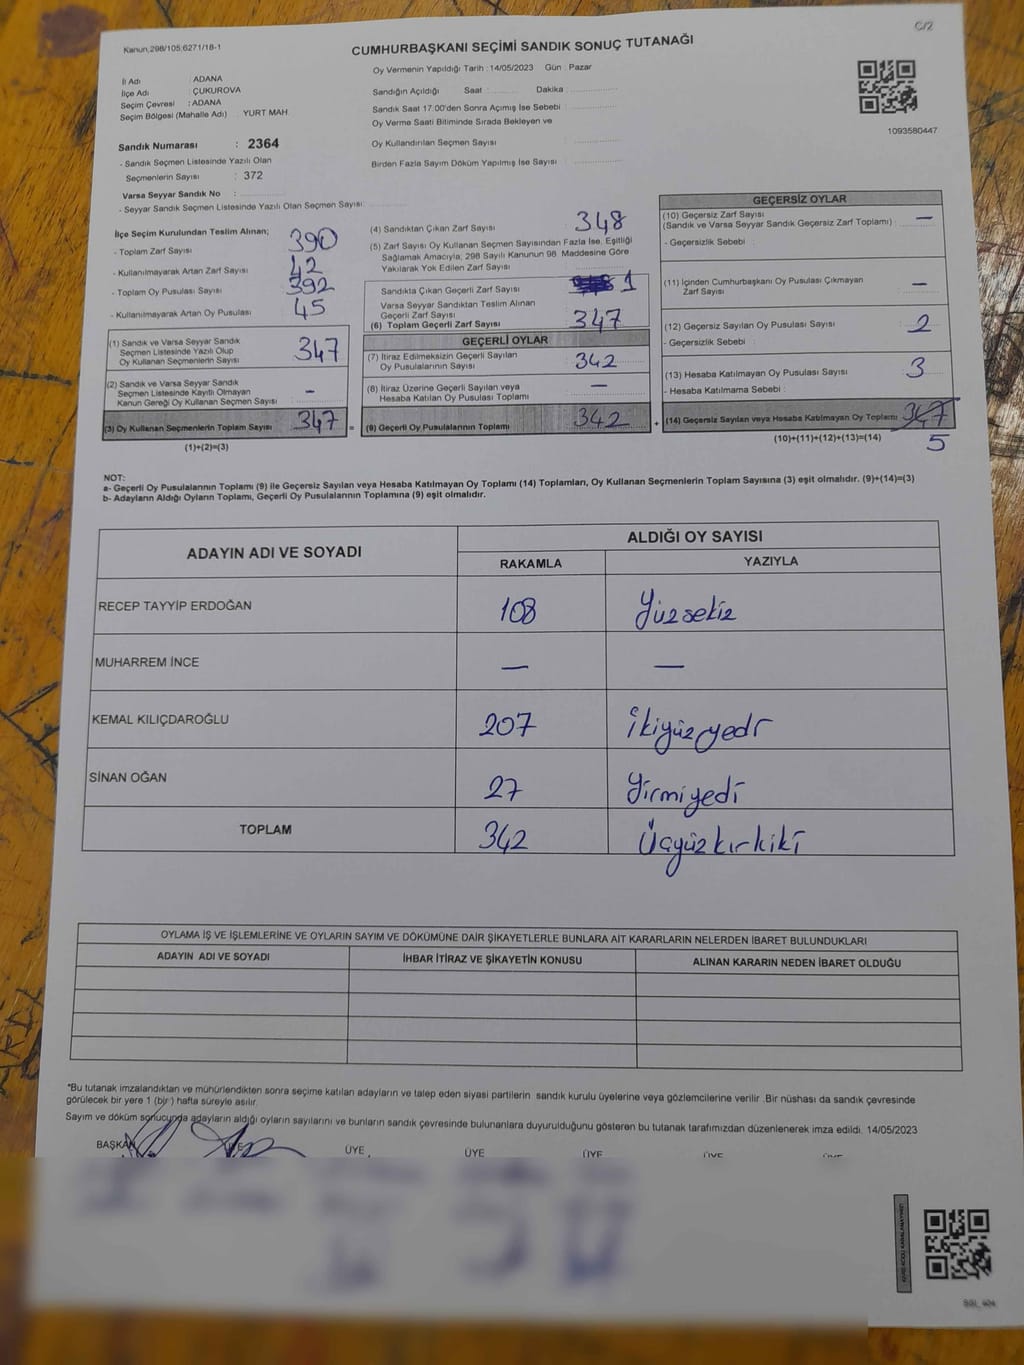 C/2
Kanun,298/105,6271/18-1
CUMHURBAŞKANI SEÇİMİ SANDIK SONUÇ TUTANAĞI
İl Adı : ADANA
İlçe Adı : ÇUKUROVA
Seçim Çevresi : ADANA
Seçim Bölgesi (Mahalle Adı) : YURT MAH.
Sandık Numarası : 2364
- Sandık Seçmen Listesinde Yazılı Olan
Seçmenlerin Sayısı : 372
Varsa Seyyar Sandık No :
- Seyyar Sandık Seçmen Listesinde Yazılı Olan Seçmen Sayısı:
Oy Vermenin Yapıldığı Tarih : 14/05/2023 Gün : Pazar
Sandığın Açıldığı Saat : Dakika
Sandık Saat 17:00'den Sonra Açımış İse Sebebi :
Oy Verme Saati Bitiminde Sırada Bekleyen ve
Oy Kullandırılan Seçmen Sayısı :
Birden Fazla Sayım Döküm Yapılmış İse Sayısı :
1093580447
İlçe Seçim Kurulundan Teslim Alınan;
- Toplam Zarf Sayısı 390
- Kullanılmayarak Artan Zarf Sayısı 42
- Toplam Oy Pusulası Sayısı 392
- Kullanılmayarak Artan Oy Pusulası 45
(1) Sandık ve Varsa Seyyar Sandık
Seçmen Listesinde Yazılı Olup
Oy Kullanan Seçmenlerin Sayısı 347
(2) Sandık ve Varsa Seyyar Sandık
Seçmen Listesinde Kayıtlı Olmayan
Kanun Gereği Oy Kullanan Seçmen Sayısı : -
(3) Oy Kullanan Seçmenlerin Toplam Sayısı 347 =
(1)+(2)=(3)
(4) Sandıktan Çıkan Zarf Sayısı 348
(5) Zarf Sayısı Oy Kullanan Seçmen Sayısından Fazla İse, Eşitliği
Sağlamak Amacıyla; 298 Sayılı Kanunun 98. Maddesine Göre
Yakılarak Yok Edilen Zarf Sayısı :
Sandıkta Çıkan Geçerli Zarf Sayısı 1
Varsa Seyyar Sandıktan Teslim Alınan
Geçerli Zarf Sayısı :
(6) Toplam Geçerli Zarf Sayısı 347
GEÇERLİ OYLAR
(7) İtiraz Edilmeksizin Geçerli Sayılan
Oy Pusulalarının Sayısı : 342
(8) İtiraz Üzerine Geçerli Sayılan veya
Hesaba Katılan Oy Pusulası Toplamı : —
(9) Geçerli Oy Pusulalarının Toplamı 342 +
GEÇERSİZ OYLAR
(10) Geçersiz Zarf Sayısı
(Sandık ve Varsa Seyyar Sandık Geçersiz Zarf Toplamı) : —
- Geçersizlik Sebebi :
(11) İçinden Cumhurbaşkanı Oy Pusulası Çıkmayan
Zarf Sayısı —
(12) Geçersiz Sayılan Oy Pusulası Sayısı : 2
- Geçersizlik Sebebi :
(13) Hesaba Katılmayan Oy Pusulası Sayısı : 3
- Hesaba Katılmama Sebebi :
(14) Geçersiz Sayılan veya Hesaba Katılmayan Oy Toplamı 347
(10)+(11)+(12)+(13)=(14) 5
NOT:
a- Geçerli Oy Pusulalarının Toplamı (9) ile Geçersiz Sayılan veya Hesaba Katılmayan Oy Toplamı (14) Toplamları, Oy Kullanan Seçmenlerin Toplam Sayısına (3) eşit olmalıdır. (9)+(14)=(3)
b- Adayların Aldığı Oyların Toplamı, Geçerli Oy Pusulalarının Toplamına (9) eşit olmalıdır.
ADAYIN ADI VE SOYADI
ALDIĞI OY SAYISI
RAKAMLA YAZIYLA
RECEP TAYYİP ERDOĞAN 108 Yüzsekiz
MUHARREM İNCE — —
KEMAL KILIÇDAROĞLU 207 İkiyüzyedi
SİNAN OĞAN 27 Yirmiyedi
TOPLAM 342 Üçyüzkırkiki
OYLAMA İŞ VE İŞLEMLERİNE VE OYLARIN SAYIM VE DÖKÜMÜNE DAİR ŞİKAYETLERLE BUNLARA AİT KARARLARIN NELERDEN İBARET BULUNDUKLARI
ADAYIN ADI VE SOYADI İHBAR İTİRAZ VE ŞİKAYETİN KONUSU ALINAN KARARIN NEDEN İBARET OLDUĞU
"Bu tutanak imzalandıktan ve mühürlendikten sonra seçime katılan adayların ve talep eden siyasi partilerin sandık kurulu üyelerine veya gözlemcilerine verilir .Bir nüshası da sandık çevresinde
görülecek bir yere 1 (bir ) hafta süreyle asılır.
Sayım ve döküm sonucunda adayların aldığı oyların sayılarını ve bunların sandık çevresinde bulunanlara duyurulduğunu gösteren bu tutanak tarafımızdan düzenlenerek imza edildi. 14/05/2023
BAŞKAN ÜYE ÜYE ÜYE ÜYE ÜYE ÜYE